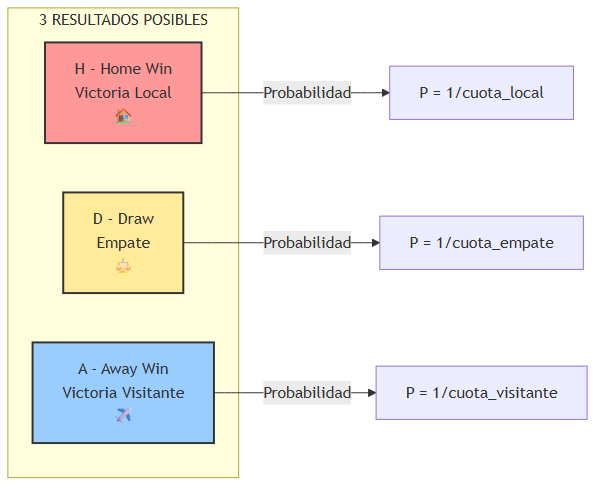 3 RESULTADOS POSIBLES
H - Home Win
Victoria Local
Probabilidad
P = 1/cuota_local
D - Draw
Empate
Probabilidad
P = 1/cuota_empate
A - Away Win
Victoria Visitante
Probabilidad
P = 1/cuota_visitante